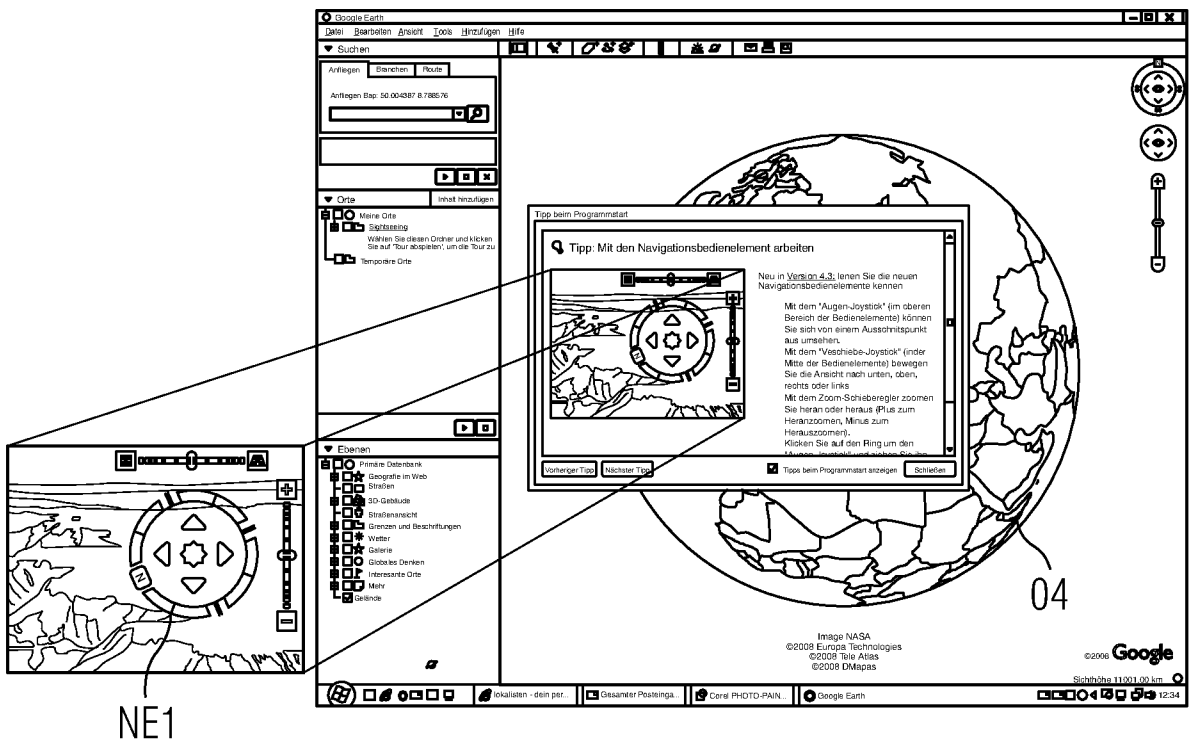 Google Earth
Datei Bearbeiten Ansicht Tools Hinzufügen Hilfe
Suchen
Anfliegen Branchen Route
Anfliegen Bap: 50.004387 8.788576
Orte Inhalt hinzufügen
Meine Orte
Sightseeing
Wählen Sie diesen Ordner und klicken
Sie auf 'Tour abspielen', um die Tour zu
Temporäre Orte
Ebenen
Primäre Datenbank
Geografie im Web
Straßen
3D-Gebäude
Straßenansicht
Grenzen und Beschriftungen
Wetter
Galerie
Globales Denken
Interesante Orte
Mehr
Gelände
Tipp beim Programmstart
Tipp: Mit den Navigationsbedienelement arbeiten
Neu in Version 4.3: lenen Sie die neuen
Navigationsbedienelemente kennen
Mit dem "Augen-Joystick" (im oberen
Bereich der Bedienelemente) können
Sie sich von einem Ausschnitspunkt
aus umsehen.
Mit dem "Veschiebe-Joystick" (inder
Mitte der Bedienelemente) bewegen
Sie die Ansicht nach unten, oben,
rechts oder links
Mit dem Zoom-Schieberegler zoomen
Sie heran oder heraus (Plus zum
Heranzoomen, Minus zum
Herauszoomen).
Klicken Sie auf den Ring um den
"Augen-Joystick" und ziehen Sie ihn
Vorheriger Tipp Nächster Tipp Tipps beim Programmstart anzeigen Schließen
N
N
NE1
04
Image NASA
©2008 Europa Technologies
©2008 Tele Atlas
©2008 DMapas
©2008 Google
Sichthöhe 11001,00 km
lokalisten - dein per... Gesamter Posteinga... Corel PHOTO-PAIN... Google Earth 12:34